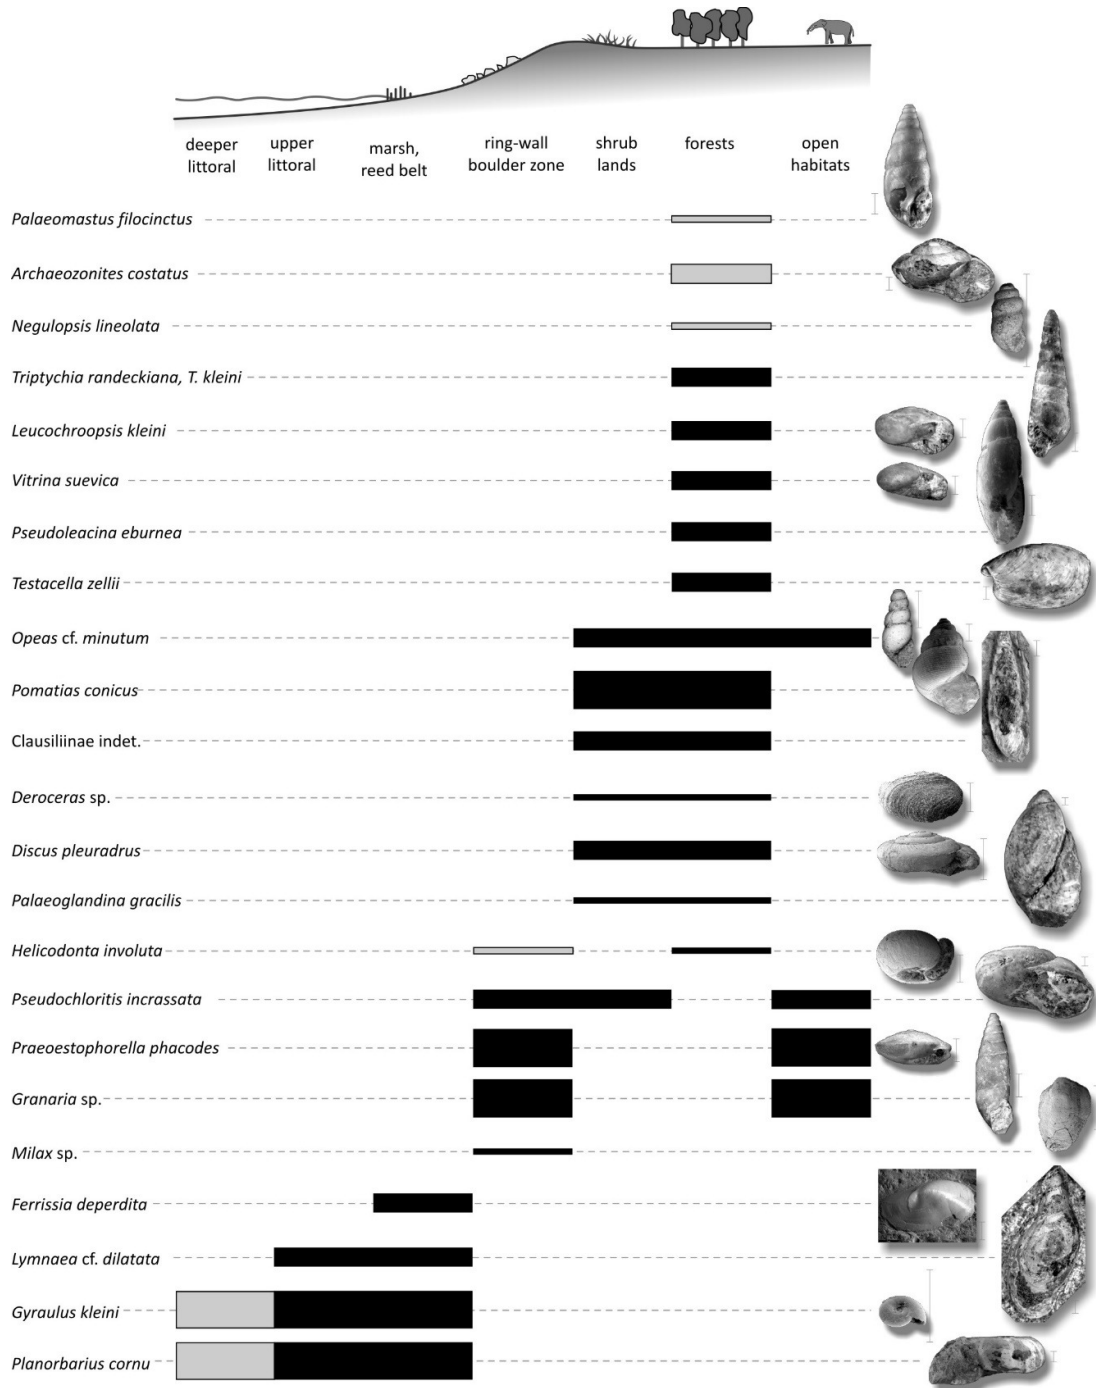 deeper
littoral
upper
littoral
marsh,
reed belt
ring-wall
boulder zone
shrub
lands
forests
open
habitats
Palaeomastus filocinctus
Archaeozonites costatus
Negulopsis lineolata
Triptychia randeckiana, T. kleini
Leucochroopsis kleini
Vitrina suevica
Pseudoleacina eburnea
Testacella zellii
Opeas cf. minutum
Pomatias conicus
Clausiliinae indet.
Deroceras sp.
Discus pleuradrus
Palaeoglandina gracilis
Helicodonta involuta
Pseudochloritis incrassata
Praeoestophorella phacodes
Granaria sp.
Milax sp.
Ferrissia deperdita
Lymnaea cf. dilatata
Gyraulus kleini
Planorbarius cornu